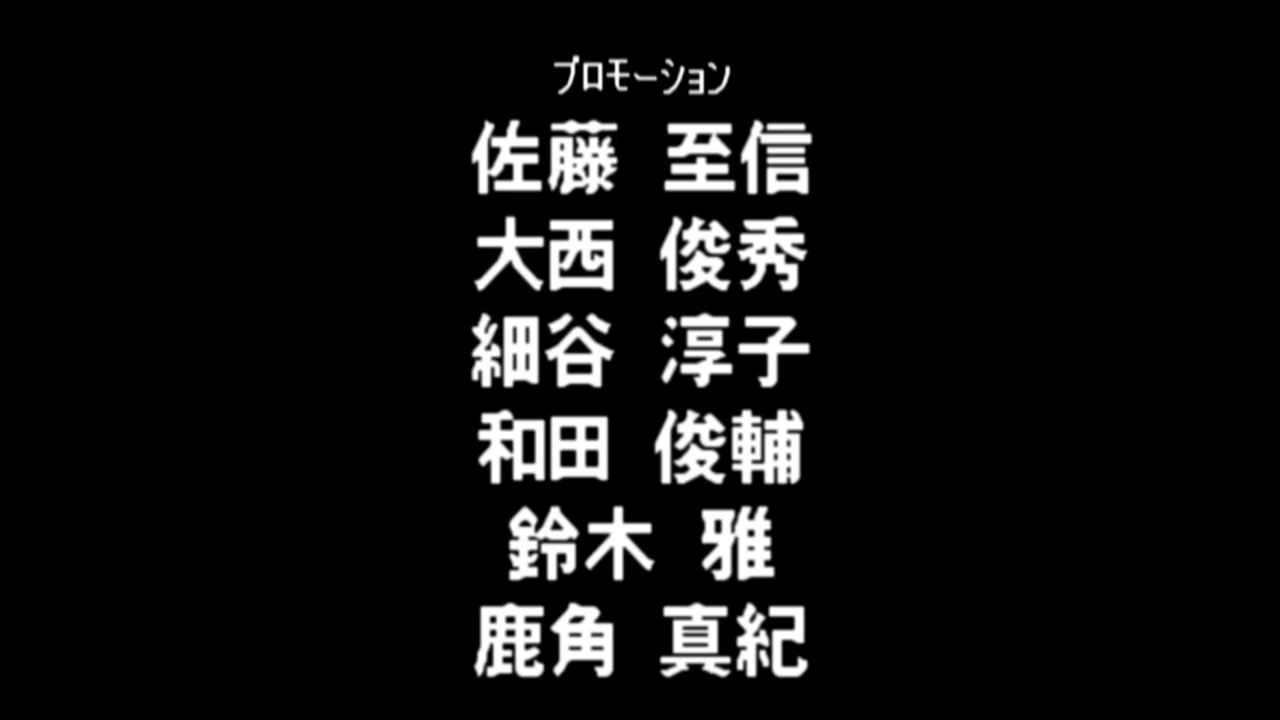 プロモーション
佐藤 至信
大西 俊秀
細谷 淳子
和田 俊輔
鈴木 雅
鹿角 真紀